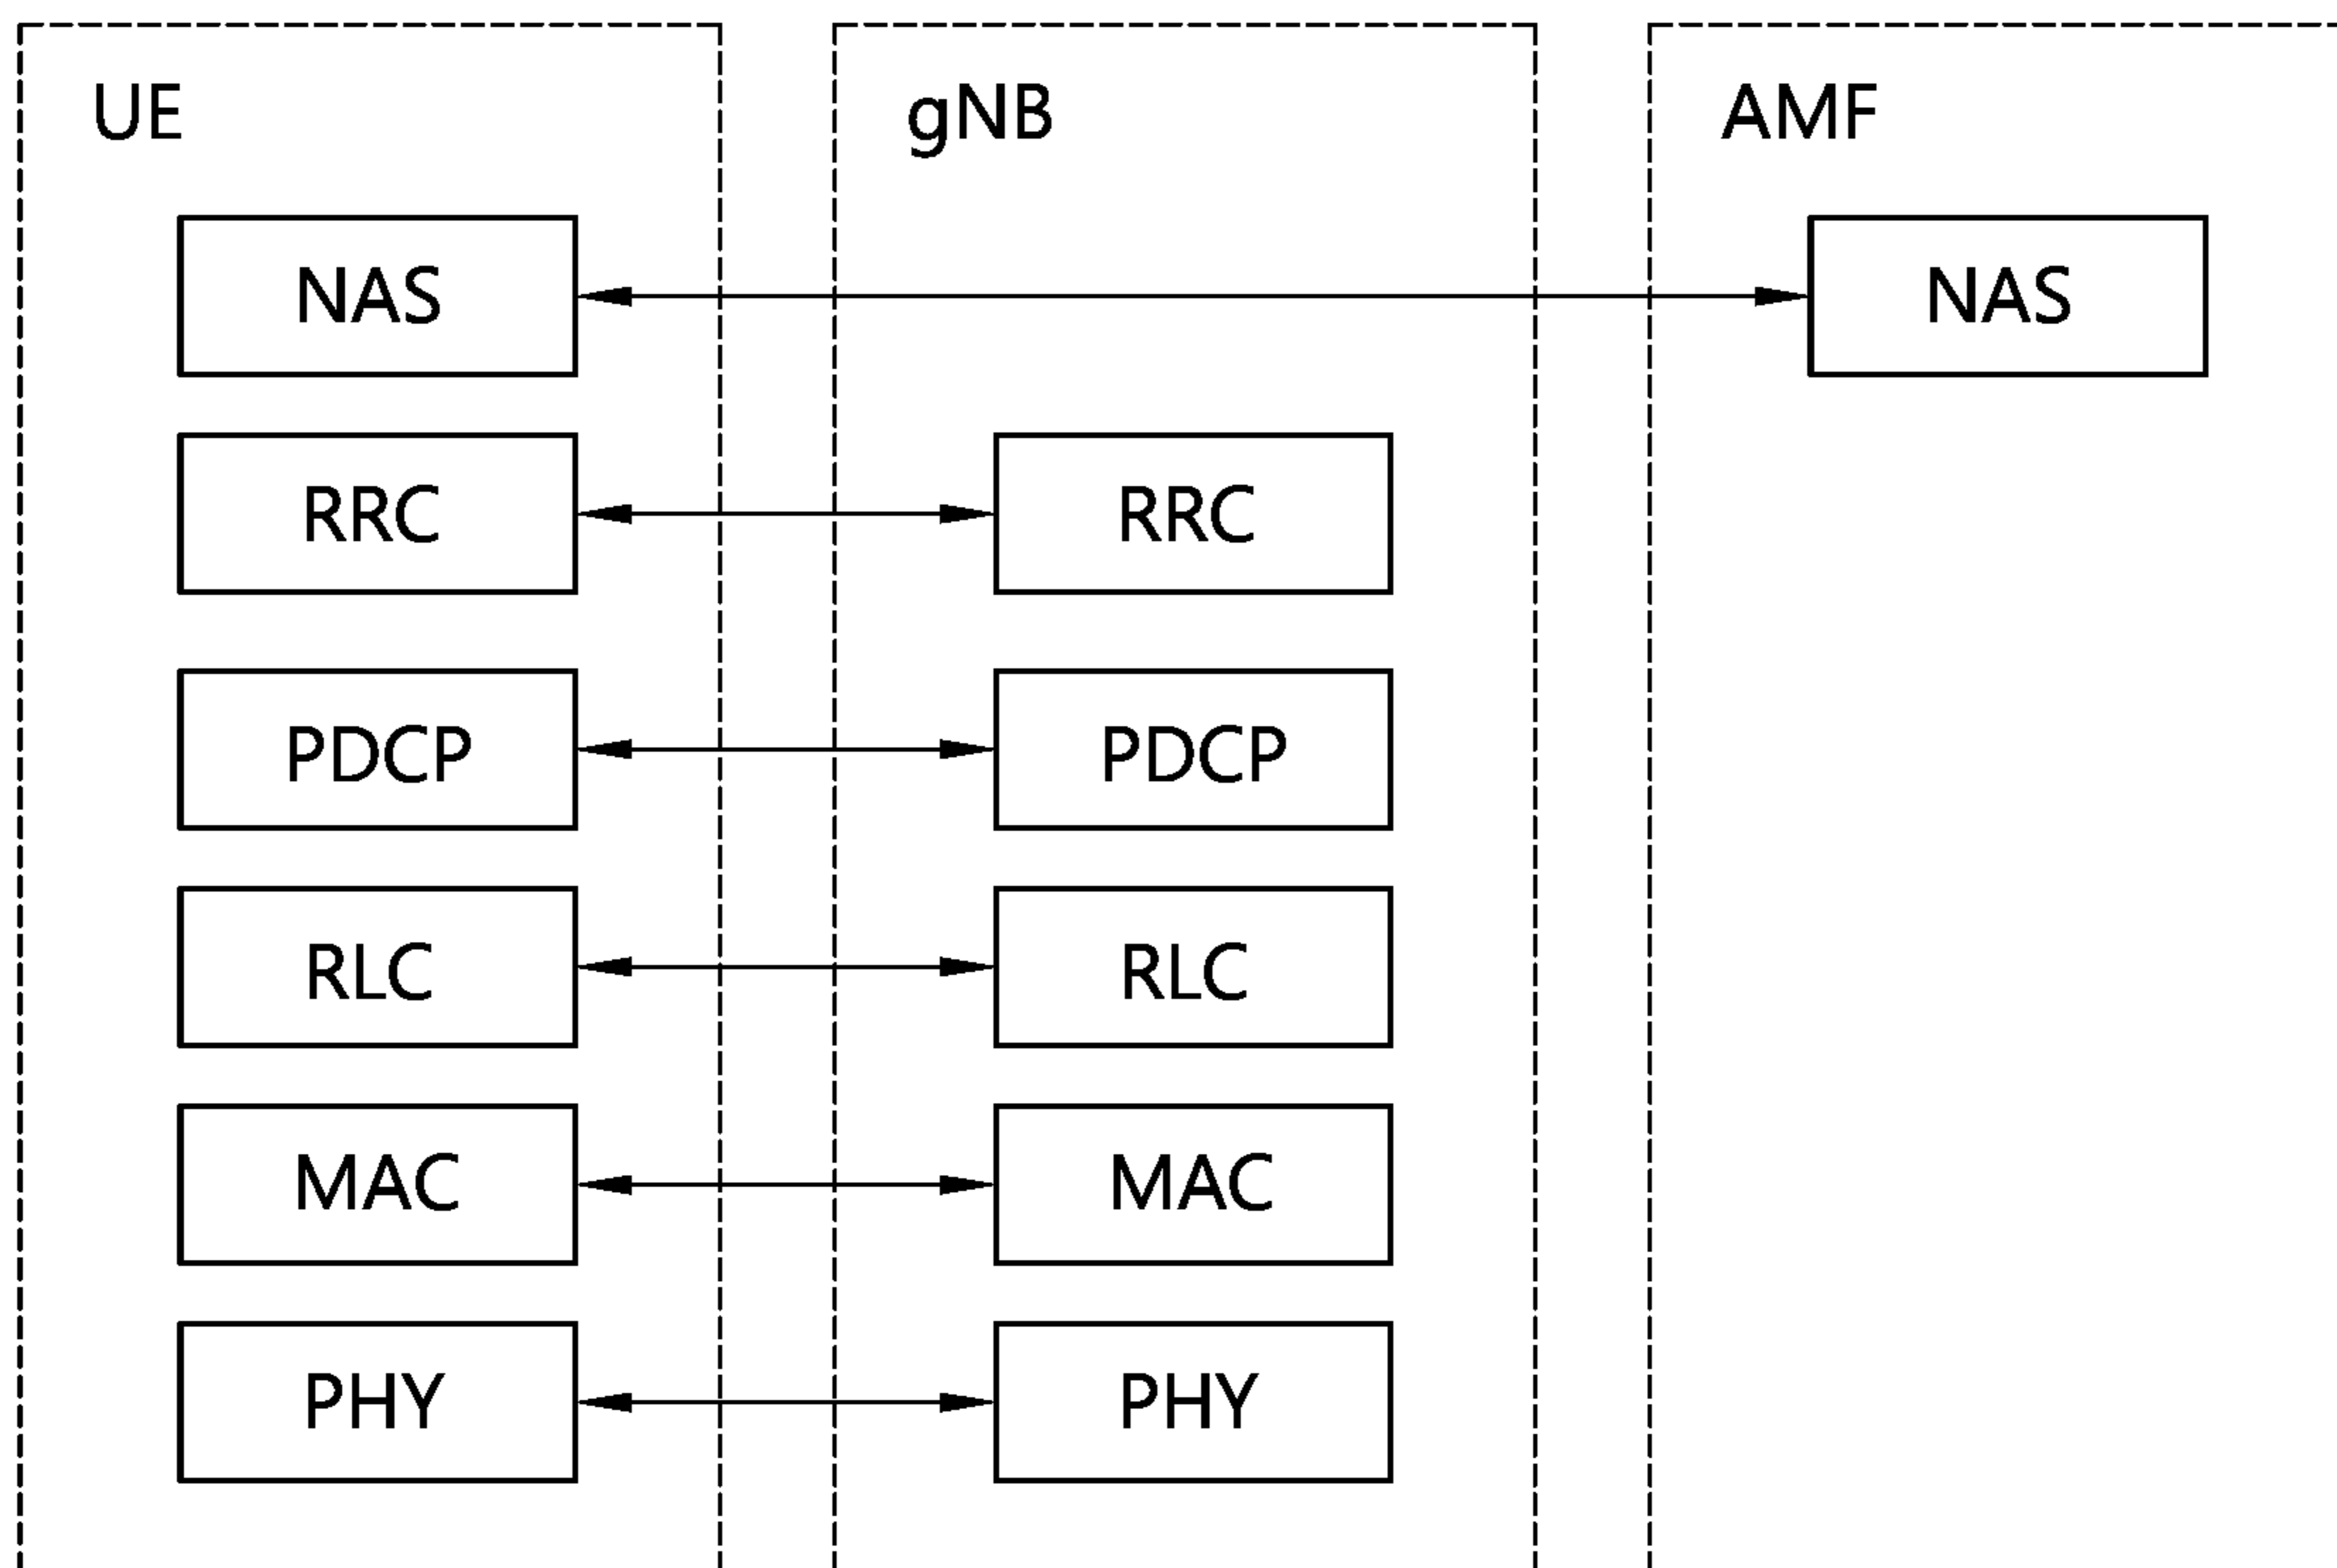 UE gNB AMF
NAS NAS
RRC RRC
PDCP PDCP
RLC RLC
MAC MAC
PHY PHY